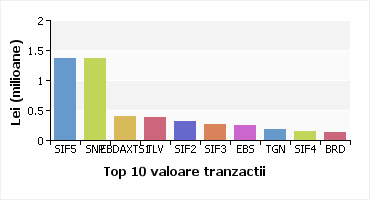 2
1.5
1
0.5
0
Lei (milioane)
SIF5 SNP EBDAXTS1 TLV SIF2 SIF3 EBS TGN SIF4 BRD
Top 10 valoare tranzactii